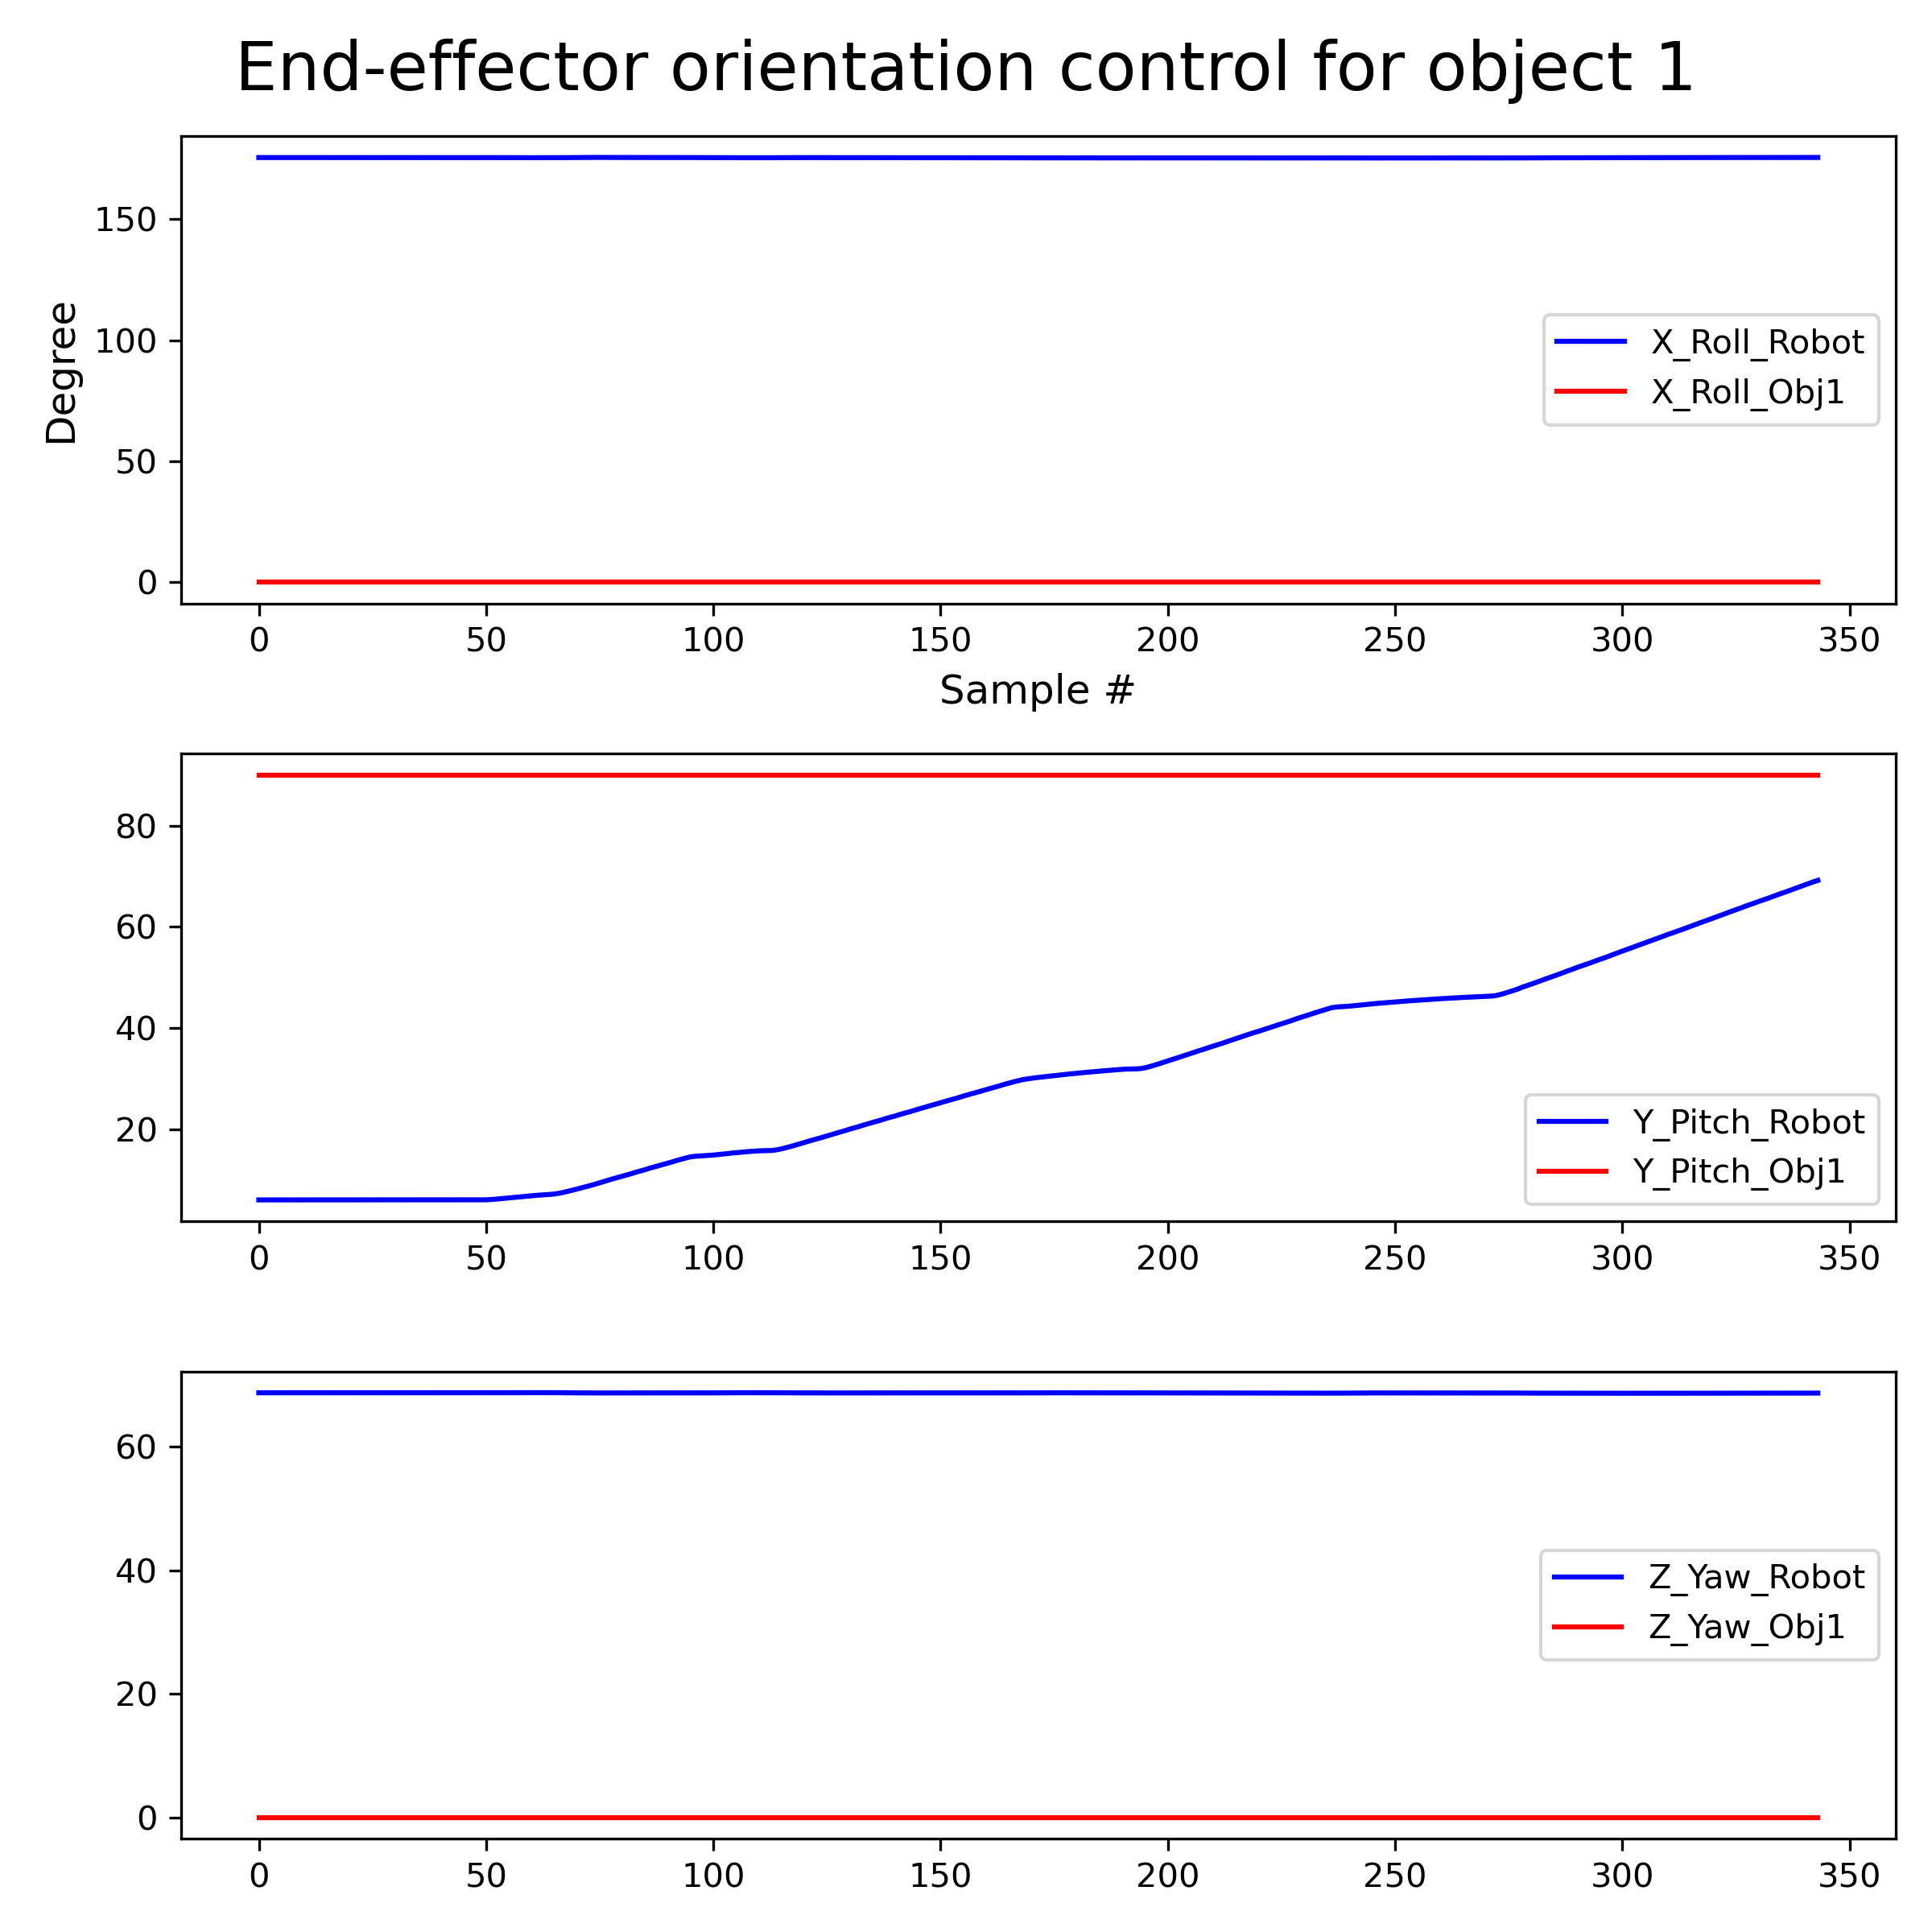 End-effector orientation control for object 1
150
100
50
0
Degree
X_Roll_Robot
X_Roll_Obj1
0 50 100 150 200 250 300 350
Sample #
80
60
40
20
Y_Pitch_Robot
Y_Pitch_Obj1
0 50 100 150 200 250 300 350
60
40
20
0
Z_Yaw_Robot
Z_Yaw_Obj1
0 50 100 150 200 250 300 350